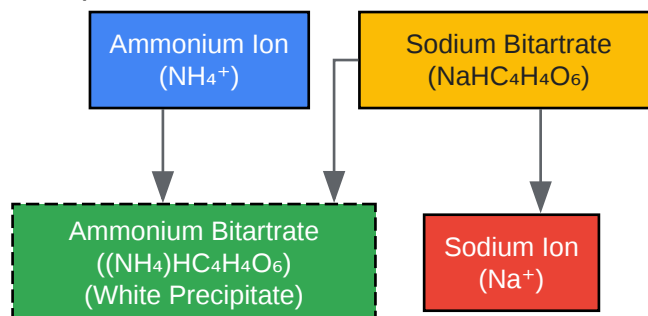 Ammonium Ion
(NH₄⁺)
Sodium Bitartrate
(NaHC₄H₄O₆)
Ammonium Bitartrate
((NH₄)HC₄H₄O₆)
(White Precipitate)
Sodium Ion
(Na⁺)